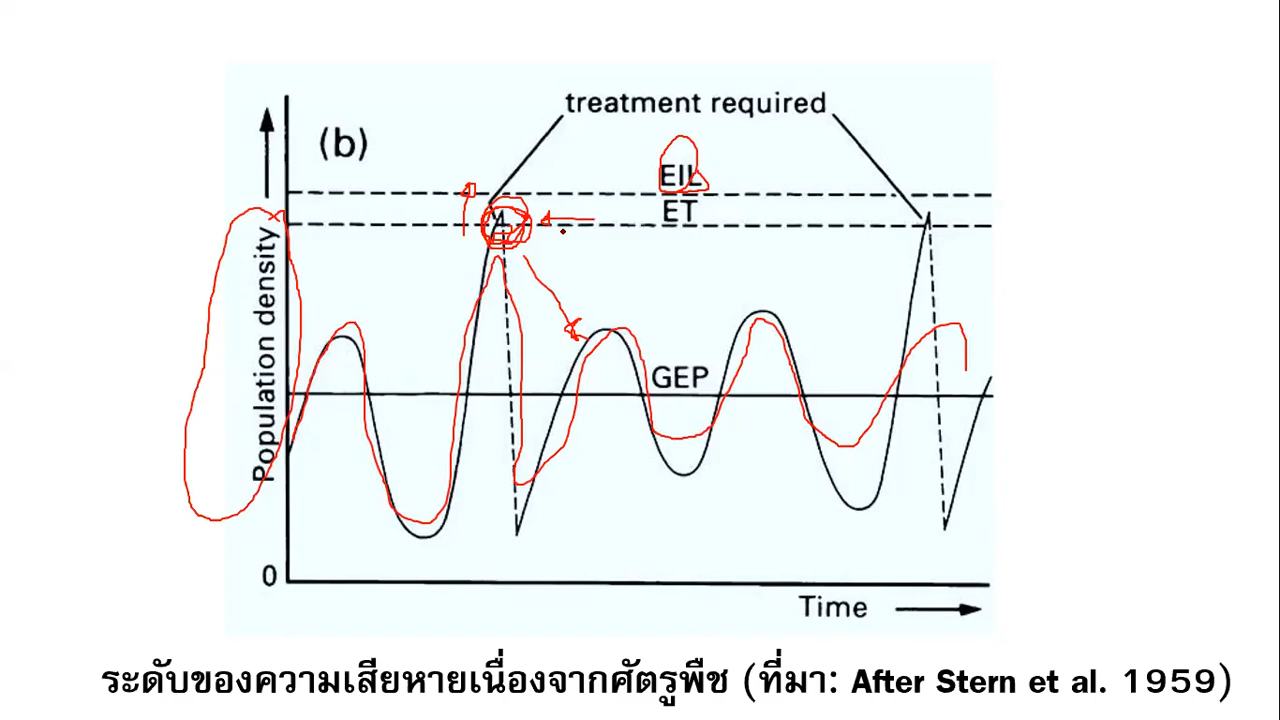 treatment required
(b)
EIL
ET
Population density
GEP
0
Time
ระดับของความเสียหายเนื่องจากศัตรูพืช (ที่มา: After Stern et al. 1959)